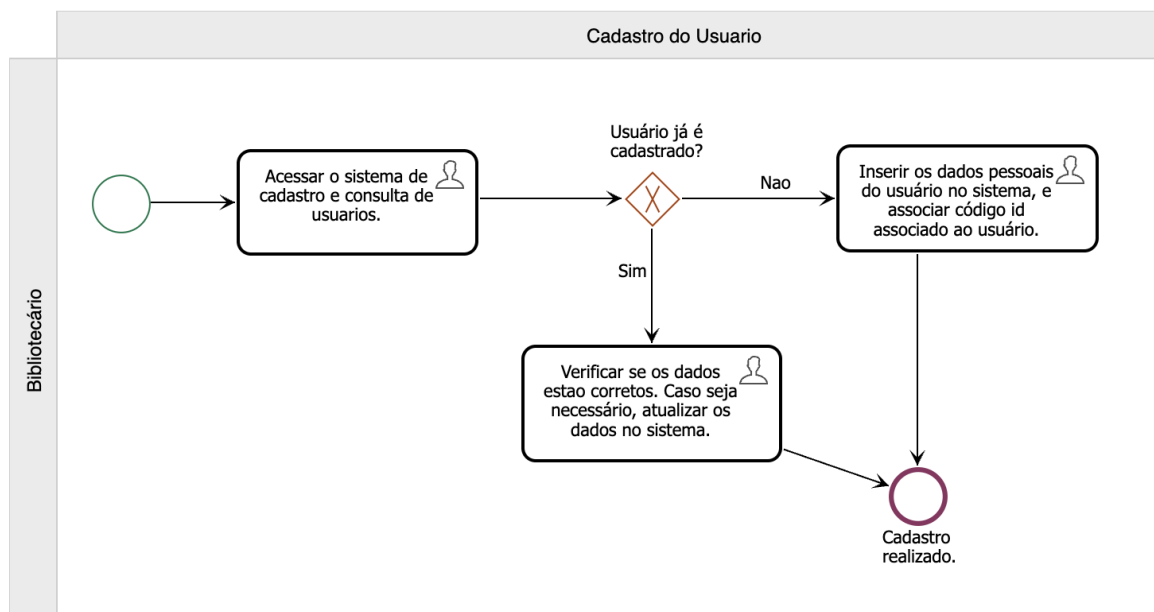 Cadastro do Usuario
Bibliotecário
Acessar o sistema de
cadastro e consulta de
usuarios.
Usuário já é
cadastrado?
Nao
Inserir os dados pessoais
do usuário no sistema, e
associar código id
associado ao usuário.
Sim
Verificar se os dados
estao corretos. Caso seja
necessário, atualizar os
dados no sistema.
Cadastro
realizado.